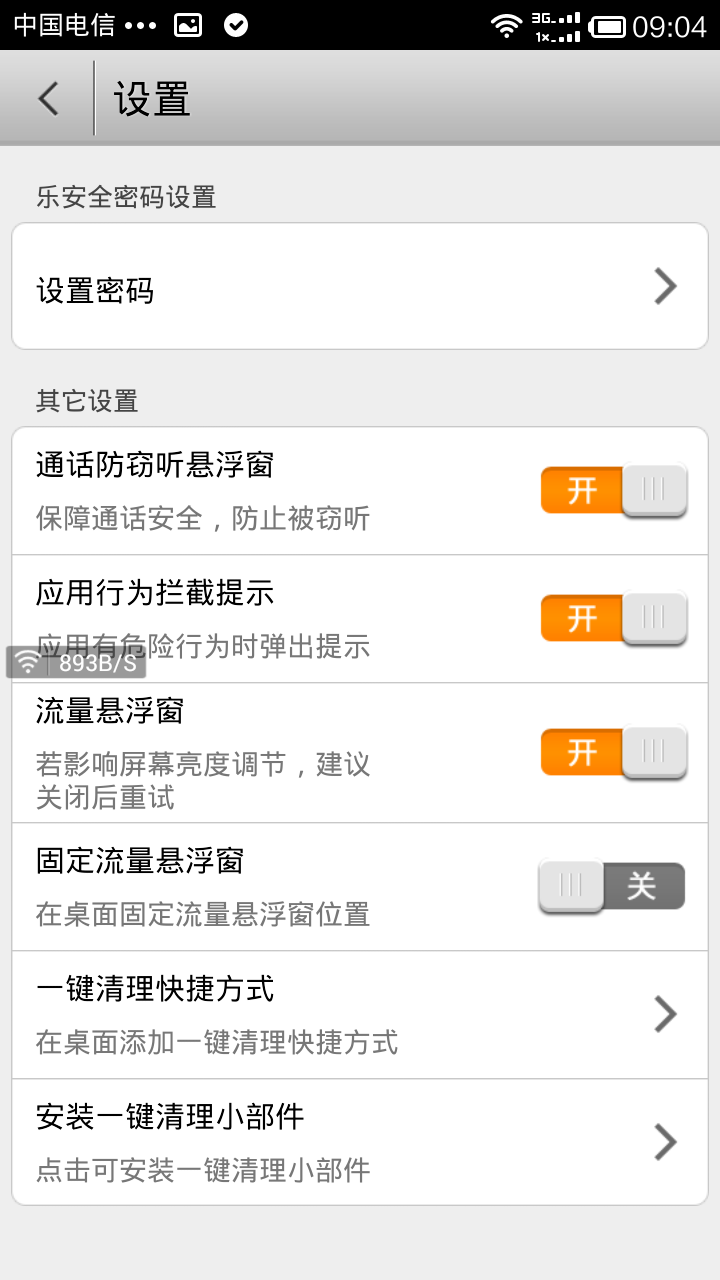 中国电信 3G 1x 09:04
设置
乐安全密码设置
设置密码
其它设置
通话防窃听悬浮窗
保障通话安全，防止被窃听
开
应用行为拦截提示
应用有危险行为时弹出提示
开
893B/S
流量悬浮窗
若影响屏幕亮度调节，建议
关闭后重试
开
固定流量悬浮窗
在桌面固定流量悬浮窗位置
关
一键清理快捷方式
在桌面添加一键清理快捷方式
安装一键清理小部件
点击可安装一键清理小部件